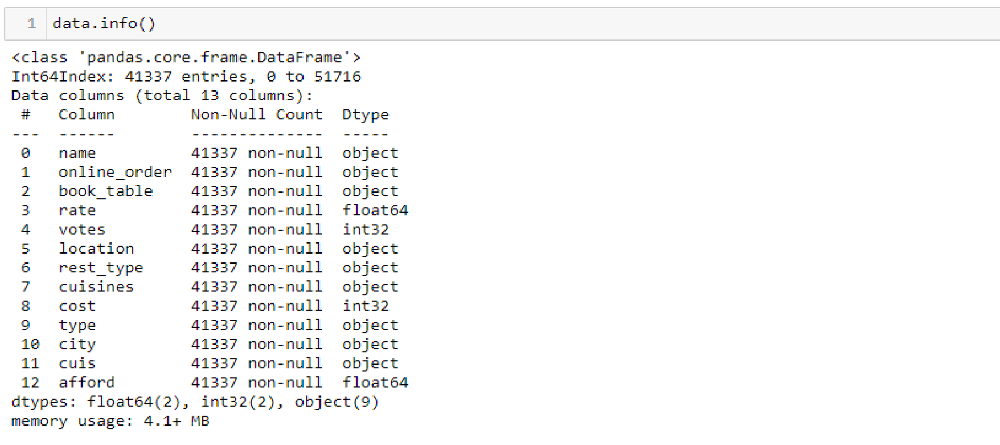 1 data.info()
<class 'pandas.core.frame.DataFrame'>
Int64Index: 41337 entries, 0 to 51716
Data columns (total 13 columns):
 #   Column        Non-Null Count  Dtype
---  ------        --------------  -----
 0   name          41337 non-null  object
 1   online_order  41337 non-null  object
 2   book_table    41337 non-null  object
 3   rate          41337 non-null  float64
 4   votes         41337 non-null  int32
 5   location      41337 non-null  object
 6   rest_type     41337 non-null  object
 7   cuisines      41337 non-null  object
 8   cost          41337 non-null  int32
 9   type          41337 non-null  object
 10  city          41337 non-null  object
 11  cuis          41337 non-null  object
 12  afford        41337 non-null  float64
dtypes: float64(2), int32(2), object(9)
memory usage: 4.1+ MB